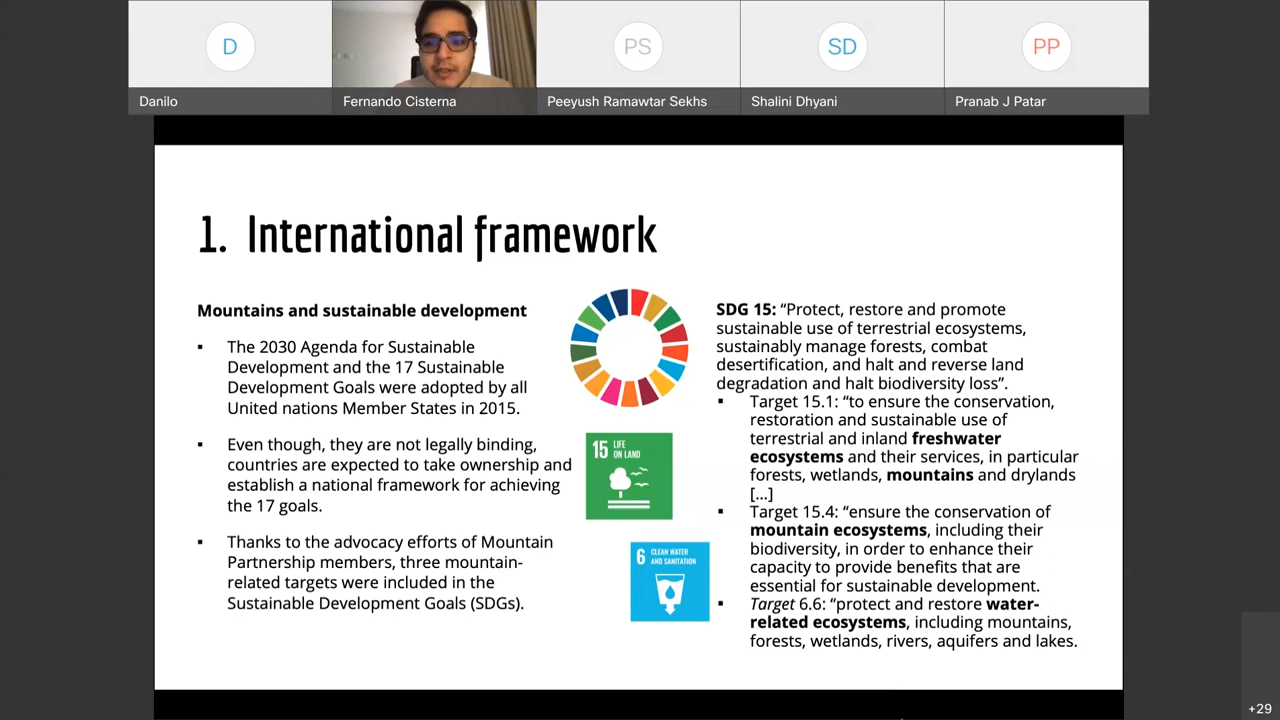 D
PS
SD
PP
Danilo
Fernando Cisterna
Peeyush Ramawtar Sekhs
Shalini Dhyani
Pranab J Patar
1. International framework
Mountains and sustainable development
▪ The 2030 Agenda for Sustainable
Development and the 17 Sustainable
Development Goals were adopted by all
United nations Member States in 2015.
▪ Even though, they are not legally binding,
countries are expected to take ownership and
establish a national framework for achieving
the 17 goals.
▪ Thanks to the advocacy efforts of Mountain
Partnership members, three mountain-
related targets were included in the
Sustainable Development Goals (SDGs).
15 LIFE
ON LAND
6 CLEAN WATER
AND SANITATION
SDG 15: “Protect, restore and promote
sustainable use of terrestrial ecosystems,
sustainably manage forests, combat
desertification, and halt and reverse land
degradation and halt biodiversity loss”.
▪ Target 15.1: “to ensure the conservation,
restoration and sustainable use of
terrestrial and inland freshwater
ecosystems and their services, in particular
forests, wetlands, mountains and drylands
[...]
▪ Target 15.4: “ensure the conservation of
mountain ecosystems, including their
biodiversity, in order to enhance their
capacity to provide benefits that are
essential for sustainable development.
▪ Target 6.6: “protect and restore water-
related ecosystems, including mountains,
forests, wetlands, rivers, aquifers and lakes.
+29